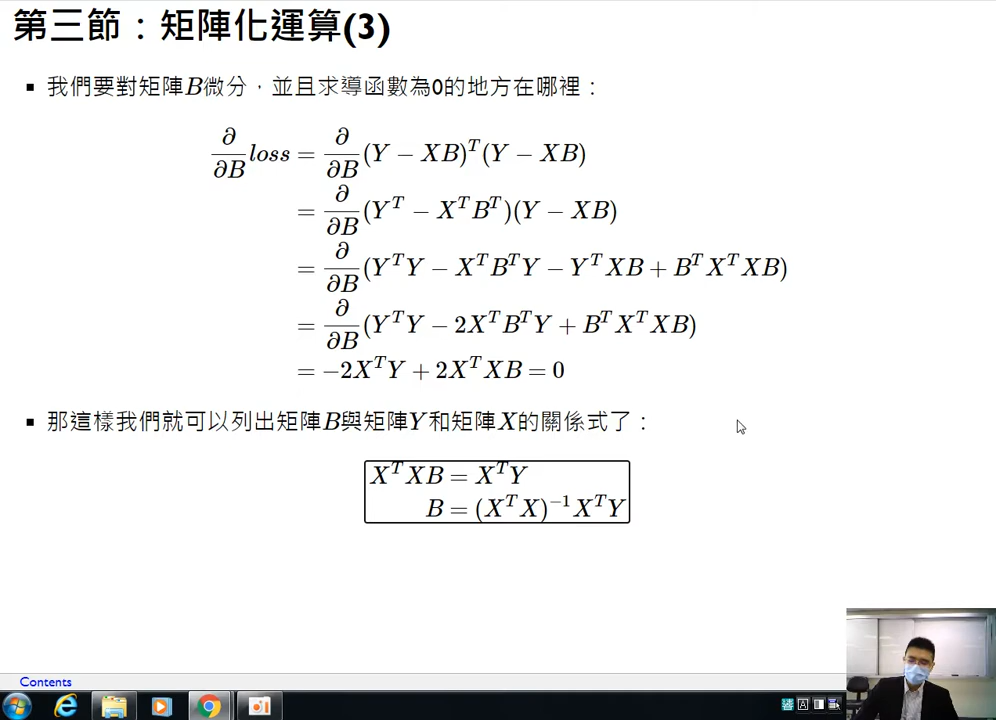 第三節：矩陣化運算(3)
▪ 我們要對矩陣B微分，並且求導函數為0的地方在哪裡：
∂/∂B loss = ∂/∂B (Y − XB)^T (Y − XB)
= ∂/∂B (Y^T − X^T B^T)(Y − XB)
= ∂/∂B (Y^T Y − X^T B^T Y − Y^T XB + B^T X^T XB)
= ∂/∂B (Y^T Y − 2X^T B^T Y + B^T X^T XB)
= −2X^T Y + 2X^T XB = 0
▪ 那這樣我們就可以列出矩陣B與矩陣Y和矩陣X的關係式了：
X^T XB = X^T Y
B = (X^T X)^−1 X^T Y
Contents